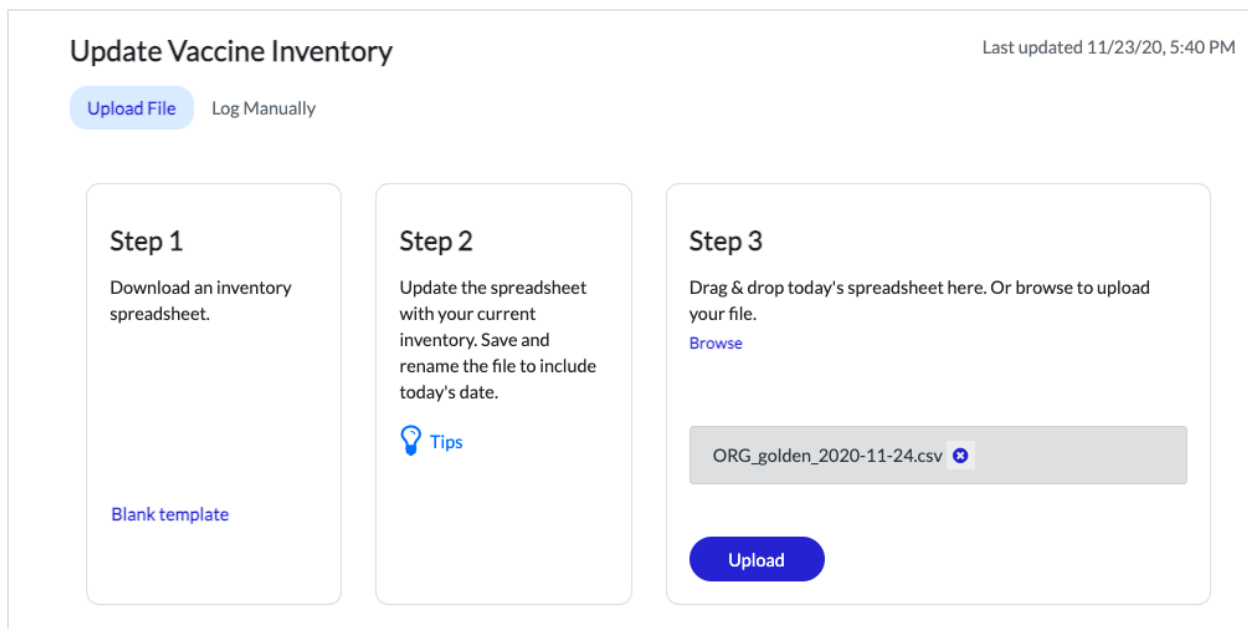 Update Vaccine Inventory
Last updated 11/23/20, 5:40 PM
Upload File
Log Manually
Step 1
Download an inventory
spreadsheet.
Blank template
Step 2
Update the spreadsheet
with your current
inventory. Save and
rename the file to include
today's date.
Tips
Step 3
Drag & drop today's spreadsheet here. Or browse to upload
your file.
Browse
ORG_golden_2020-11-24.csv
Upload